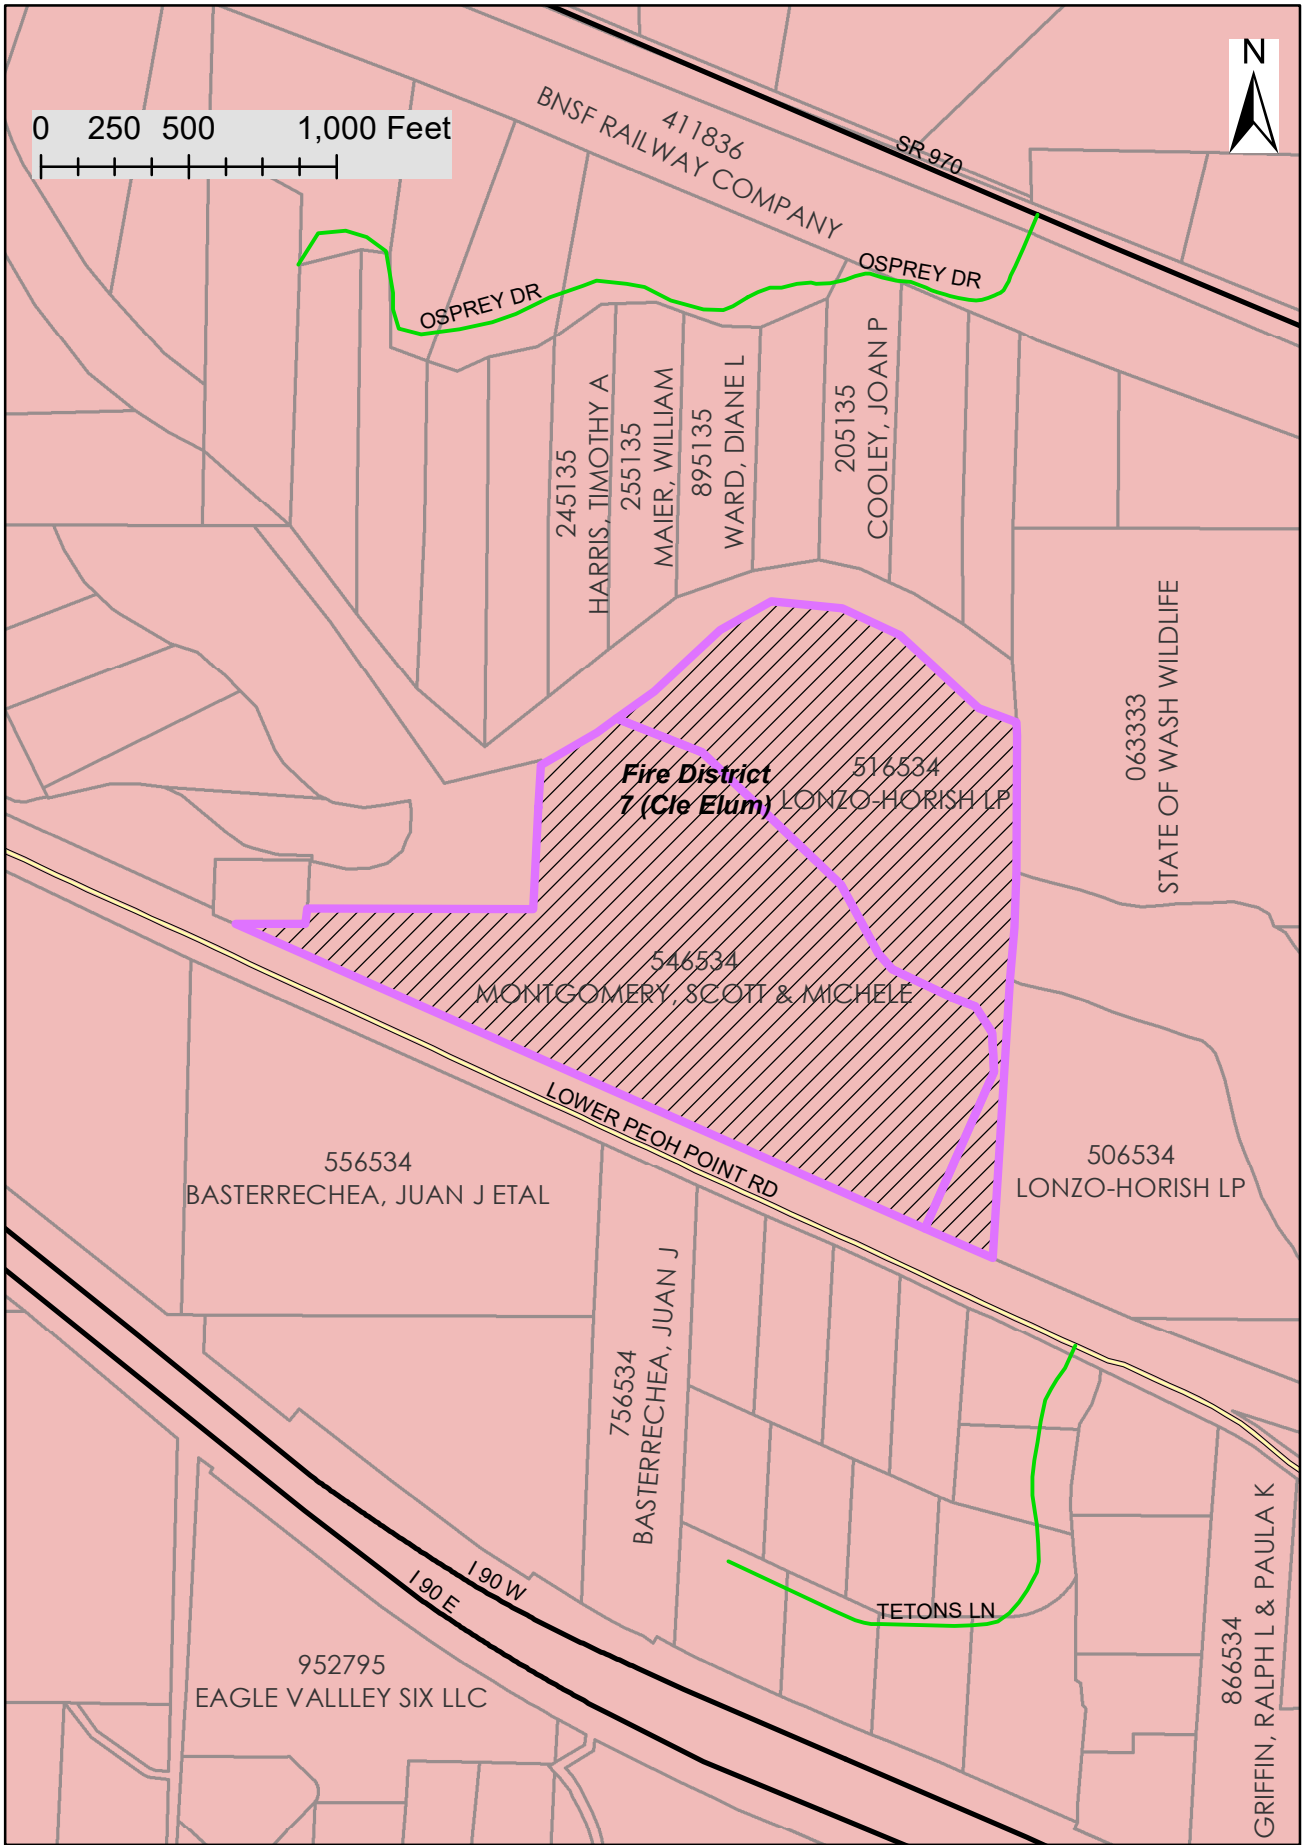 N
0 250 500 1,000 Feet
411836
BNSF RAILWAY COMPANY
SR 970
OSPREY DR
OSPREY DR
245135
HARRIS, TIMOTHY A
255135
MAIER, WILLIAM
895135
WARD, DIANE L
205135
COOLEY, JOAN P
063333
STATE OF WASH WILDLIFE
Fire District
7 (Cle Elum)
516534
LONZO-HORISH LP
546534
MONTGOMERY, SCOTT & MICHELE
LOWER PEOH POINT RD
556534
BASTERRECHEA, JUAN J ETAL
506534
LONZO-HORISH LP
756534
BASTERRECHEA, JUAN J
I 90 W
I 90 E
TETONS LN
952795
EAGLE VALLLEY SIX LLC
866534
GRIFFIN, RALPH L & PAULA K